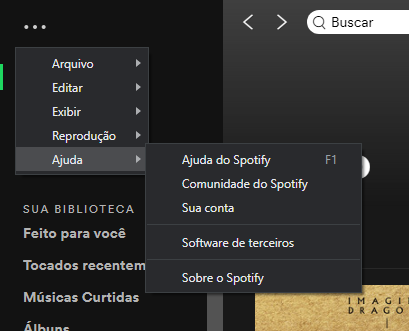 ...
Buscar
Arquivo
Editar
Exibir
Reprodução
Ajuda
Ajuda do Spotify F1
Comunidade do Spotify
Sua conta
Software de terceiros
Sobre o Spotify
SUA BIBLIOTECA
Feito para você
Tocados recentem
Músicas Curtidas
Álbuns
IMAGI
DRAGO